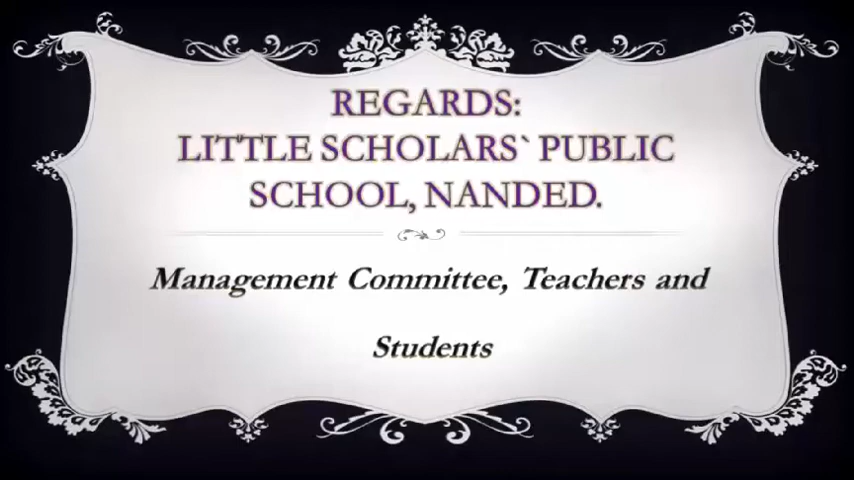 REGARDS:
LITTLE SCHOLARS` PUBLIC
SCHOOL, NANDED.
Management Committee, Teachers and
Students